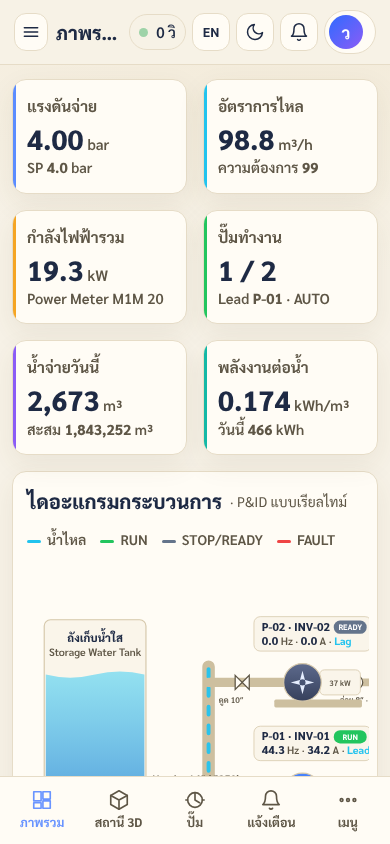 ภาพร...
0 วิ
EN
ว
แรงดันจ่าย
4.00 bar
SP 4.0 bar
อัตราการไหล
98.8 m³/h
ความต้องการ 99
กำลังไฟฟ้ารวม
19.3 kW
Power Meter M1M 20
ปั๊มทำงาน
1 / 2
Lead P-01 · AUTO
น้ำจ่ายวันนี้
2,673 m³
สะสม 1,843,252 m³
พลังงานต่อน้ำ
0.174 kWh/m³
วันนี้ 466 kWh
ไดอะแกรมกระบวนการ · P&ID แบบเรียลไทม์
น้ำไหล RUN STOP/READY FAULT
ถังเก็บน้ำใส
Storage Water Tank
P-02 · INV-02 READY
0.0 Hz · 0.0 A · Lag
37 kW
ดูด 10"
P-01 · INV-01 RUN
44.3 Hz · 34.2 A · Lead
ภาพรวม
สถานี 3D
ปั๊ม
แจ้งเตือน
เมนู